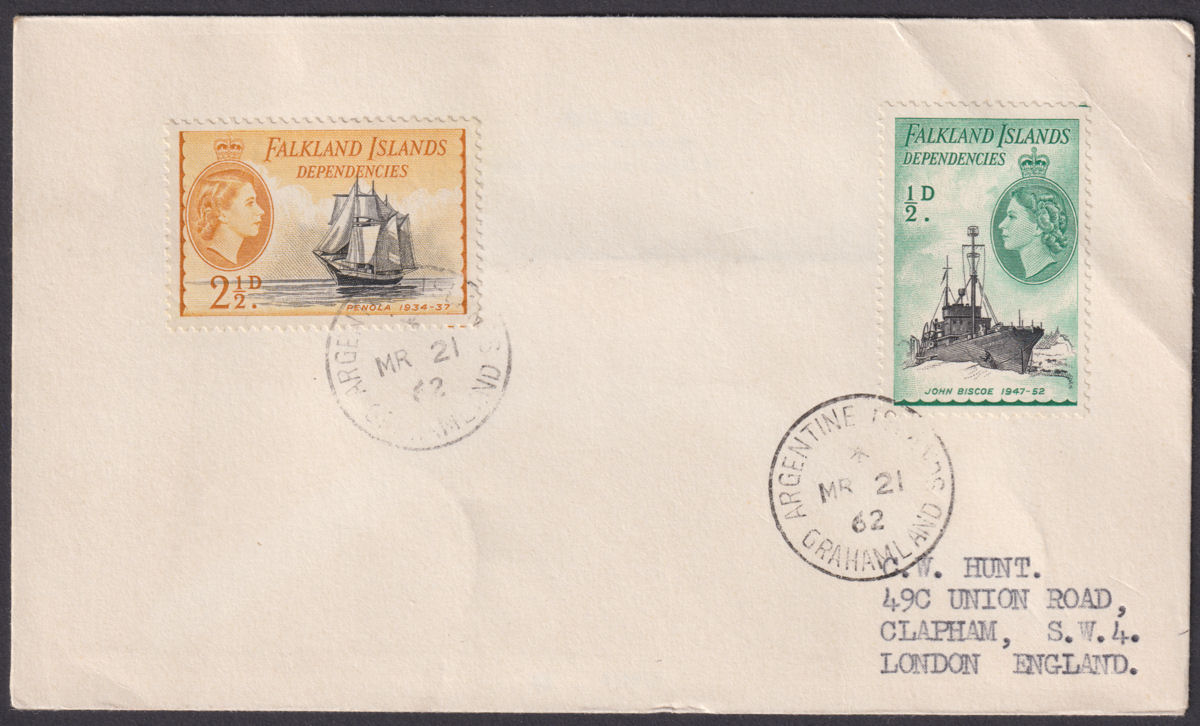 FALKLAND ISLANDS
DEPENDENCIES
2½D.
PENOLA 1934-37
MR 21
62
FALKLAND ISLANDS
DEPENDENCIES
½D.
JOHN BISCOE 1947-52
ARGENTINE ISLANDS
MR 21
62
GRAHAMLAND
C.W. HUNT.
49C UNION ROAD,
CLAPHAM, S.W.4.
LONDON ENGLAND.